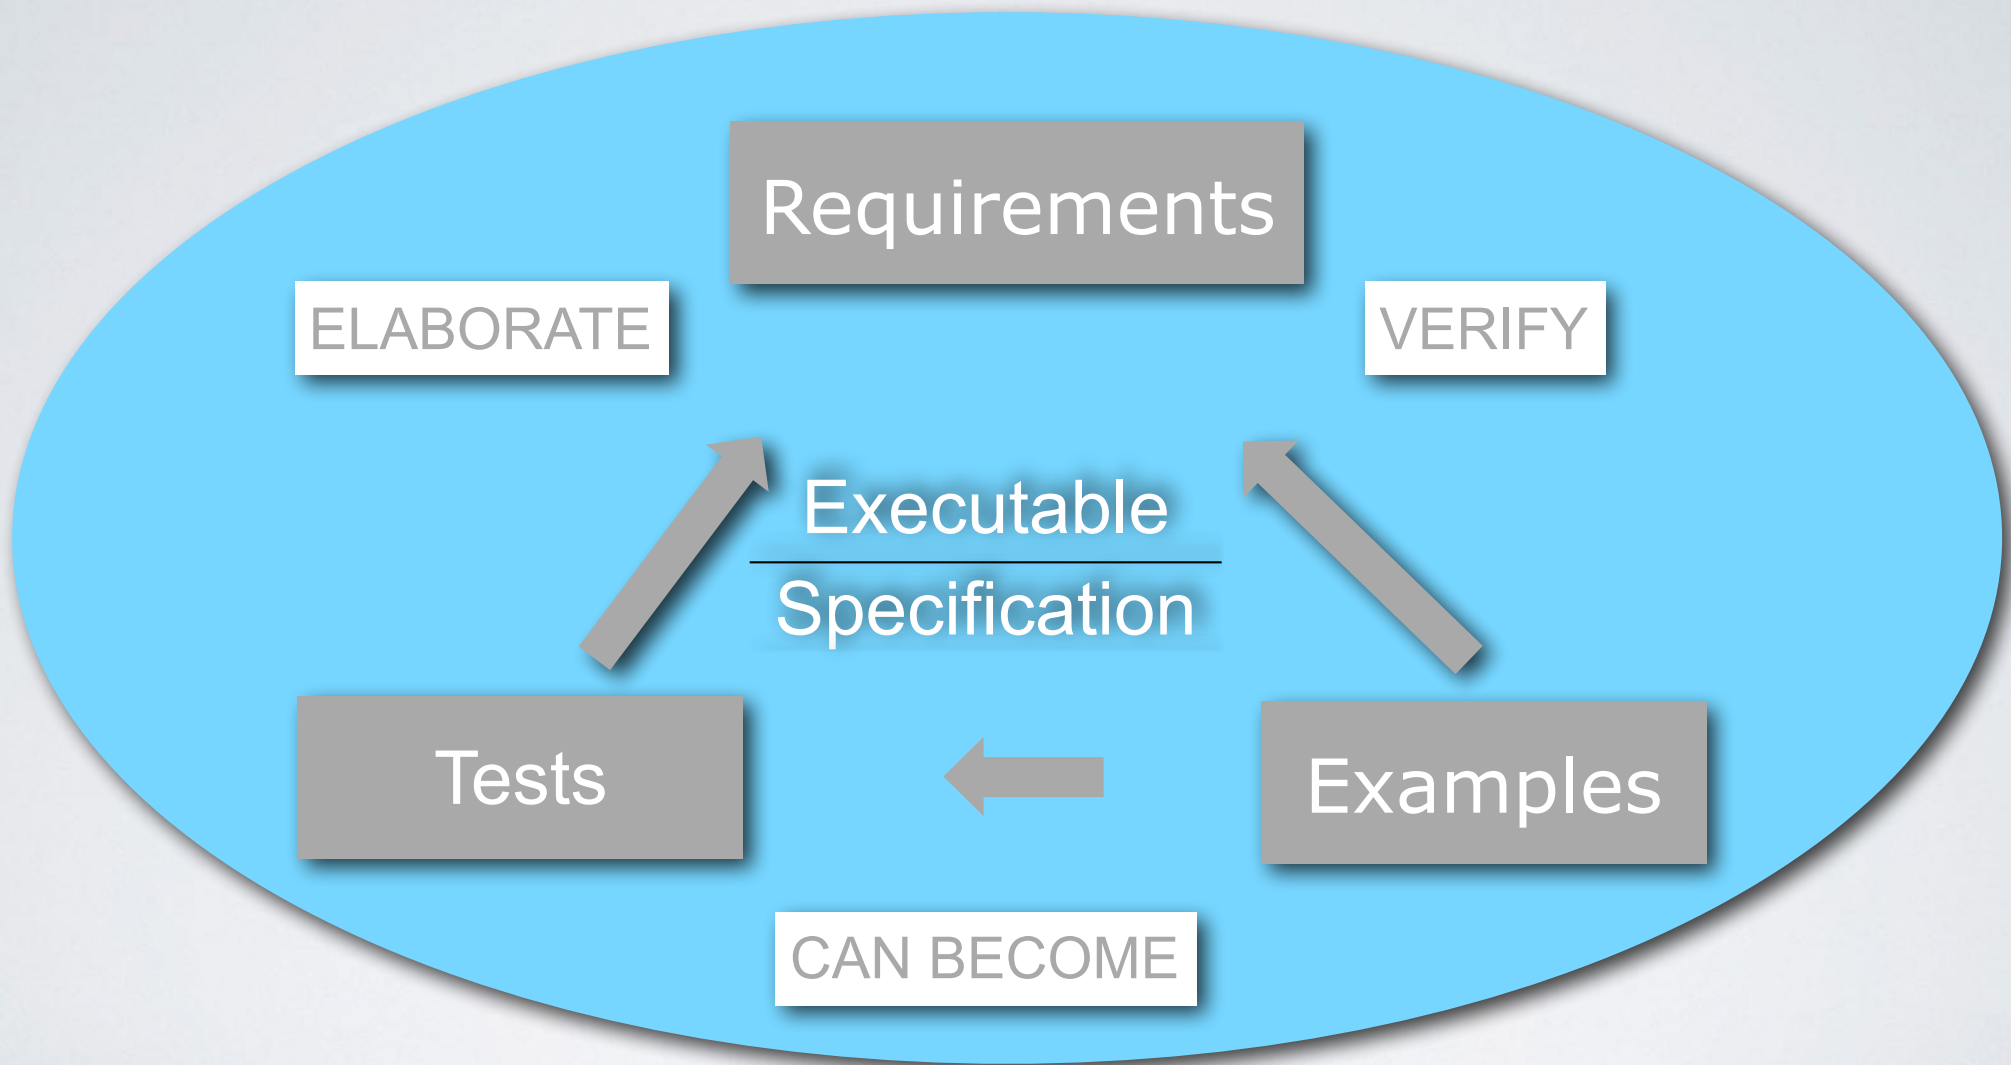 Requirements
ELABORATE
VERIFY
Executable
Specification
Tests
Examples
CAN BECOME